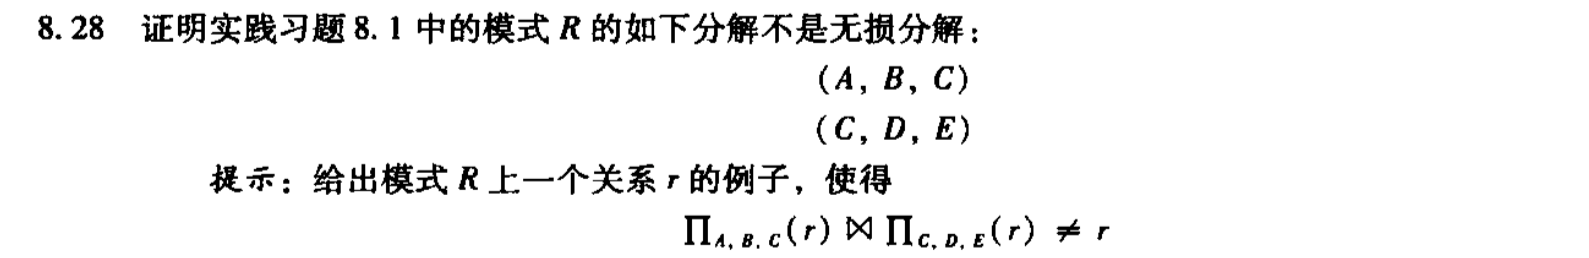 8.28 证明实践习题 8.1 中的模式 R 的如下分解不是无损分解：
(A, B, C)
(C, D, E)
提示：给出模式 R 上一个关系 r 的例子，使得
∏A, B, C(r) ⋈ ∏C, D, E(r) ≠ r